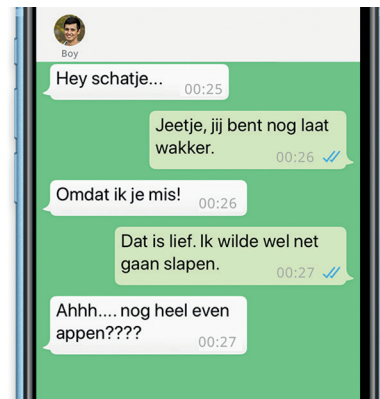 Boy
Hey schatje...
00:25
Jeetje, jij bent nog laat
wakker.
00:26
Omdat ik je mis!
00:26
Dat is lief. Ik wilde wel net
gaan slapen.
00:27
Ahhh.... nog heel even
appen????
00:27